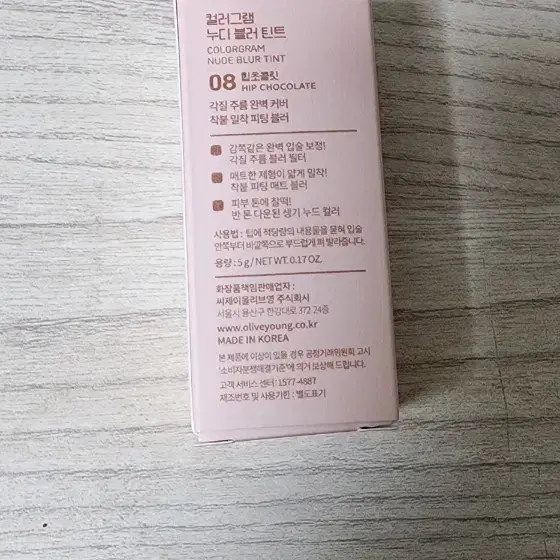 컬러그램
누디 블러 틴트
COLORGRAM
NUDE BLUR TINT
08 힙초콜릿
HIP CHOCOLATE
각질 주름 완벽 커버
착붙 밀착 피팅 블러
감쪽같은 완벽 입술 보정!
각질 주름 블러 필터
매트한 제형이 얇게 밀착!
착붙 피팅 매트 블러
피부 톤에 찰떡!
반 톤 다운된 생기 누드 컬러
사용법 : 팁에 적당량의 내용물을 묻혀 입술
안쪽부터 바깥쪽으로 부드럽게 펴 발라줍니다.
용량 : 5 g / NET WT. 0.17 OZ.
화장품책임판매업자 :
씨제이올리브영 주식회사
서울시 용산구 한강대로 372 24층
www.oliveyoung.co.kr
MADE IN KOREA
본 제품에 이상이 있을 경우 공정거래위원회 고시
'소비자분쟁해결기준'에 의거 보상해 드립니다.
고객 서비스 센터 : 1577-4887
제조번호 및 사용기한 : 별도표기